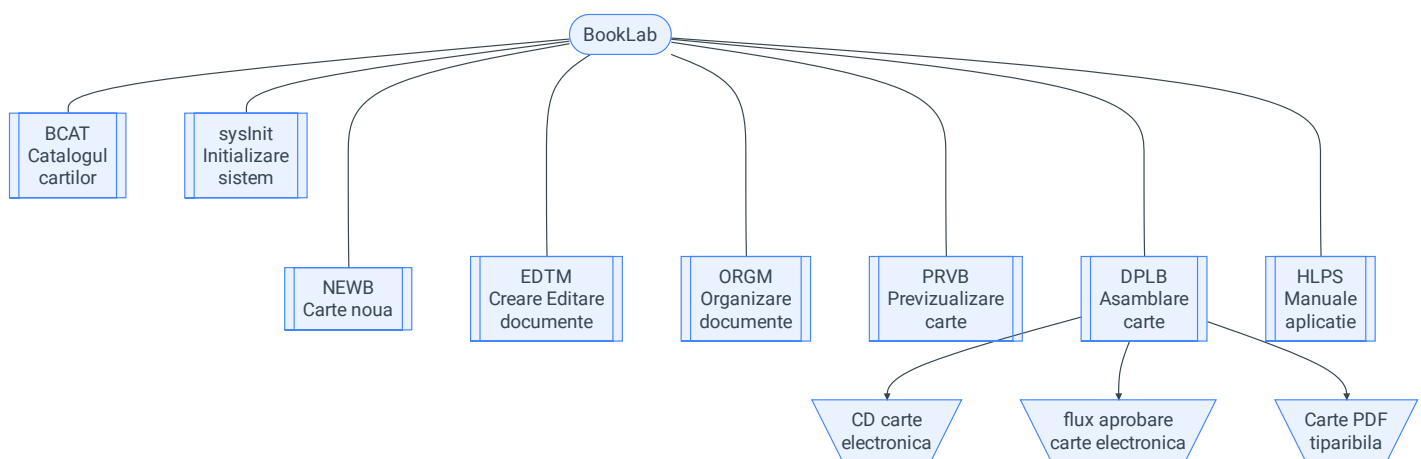 BookLab
BCAT
Catalogul
cartilor
sysInit
Initializare
sistem
NEWB
Carte noua
EDTM
Creare Editare
documente
ORGM
Organizare
documente
PRVB
Previzualizare
carte
DPLB
Asamblare
carte
HLPS
Manuale
aplicatie
CD carte
electronica
flux aprobare
carte electronica
Carte PDF
tiparibila